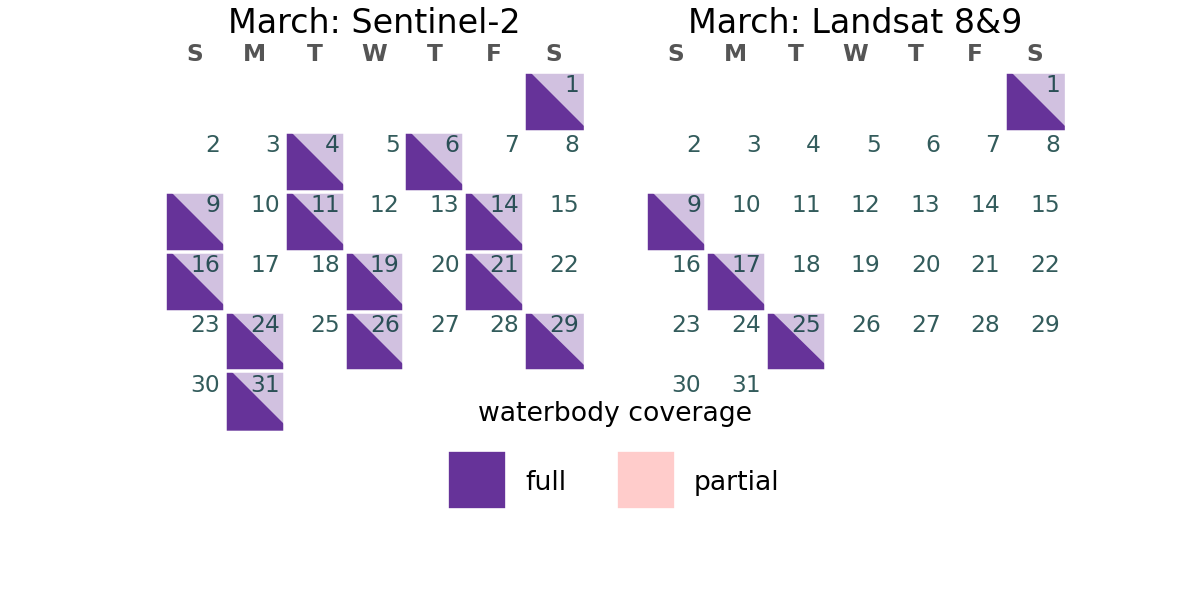 March: Sentinel-2
S M T W T F S
1
2 3 4 5 6 7 8
9 10 11 12 13 14 15
16 17 18 19 20 21 22
23 24 25 26 27 28 29
30 31
March: Landsat 8&9
S M T W T F S
1
2 3 4 5 6 7 8
9 10 11 12 13 14 15
16 17 18 19 20 21 22
23 24 25 26 27 28 29
30 31
waterbody coverage
full partial